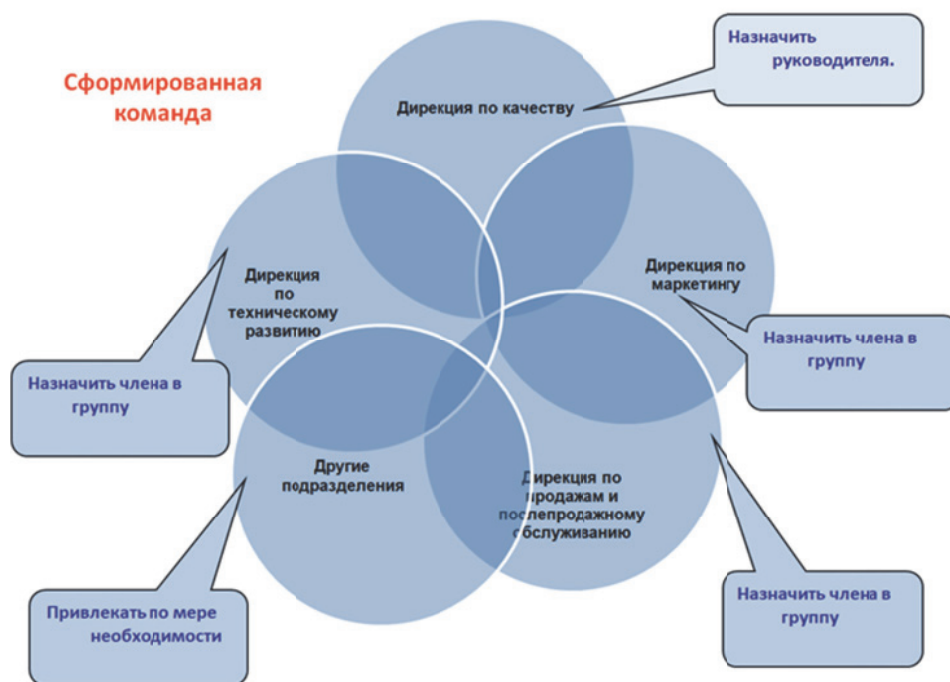 Сформированная
команда
Дирекция по качеству
Назначить
руководителя.
Дирекция по
маркетингу
Назначить члена в
группу
Дирекция
по
техническому
развитию
Назначить члена в
группу
Другие
подразделения
Дирекция по
продажам и
послепродажному
обслуживанию
Привлекать по мере
необходимости
Назначить члена в
группу